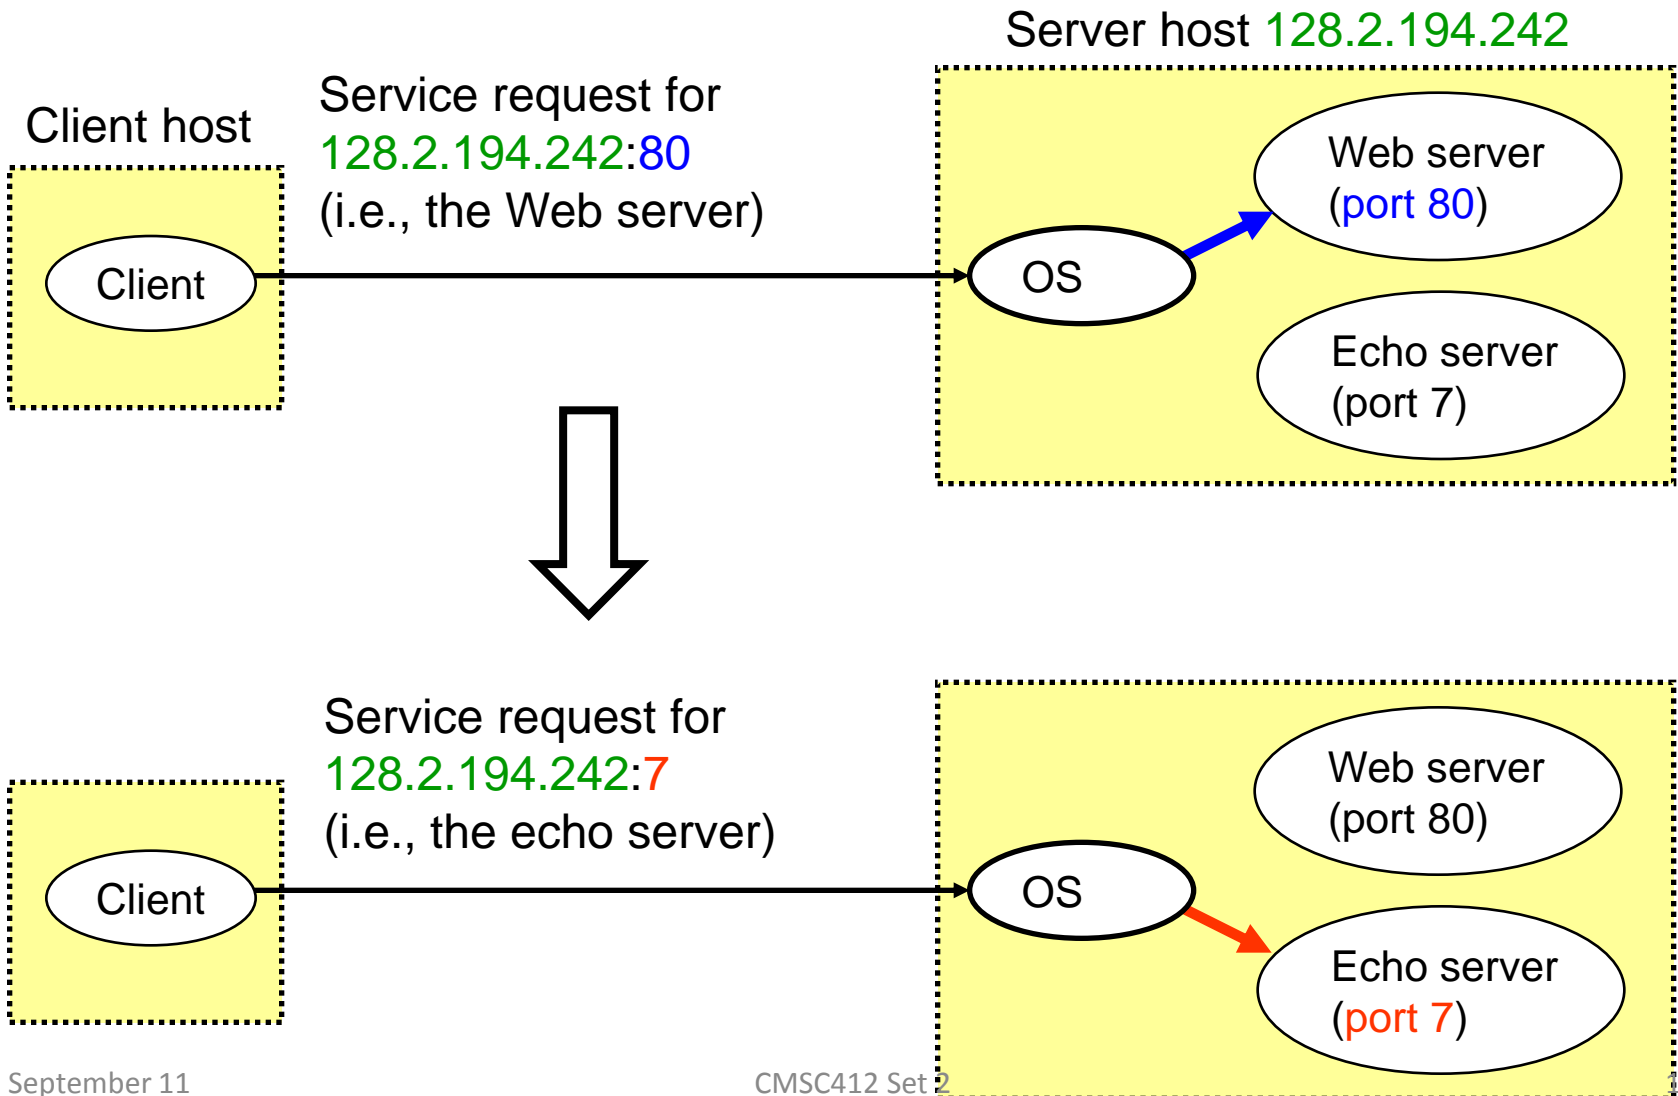 Server host 128.2.194.242
Client host
Service request for
128.2.194.242:80
(i.e., the Web server)
Client
OS
Web server
(port 80)
Echo server
(port 7)
Service request for
128.2.194.242:7
(i.e., the echo server)
Client
OS
Web server
(port 80)
Echo server
(port 7)
September 11
CMSC412 Set 2
1